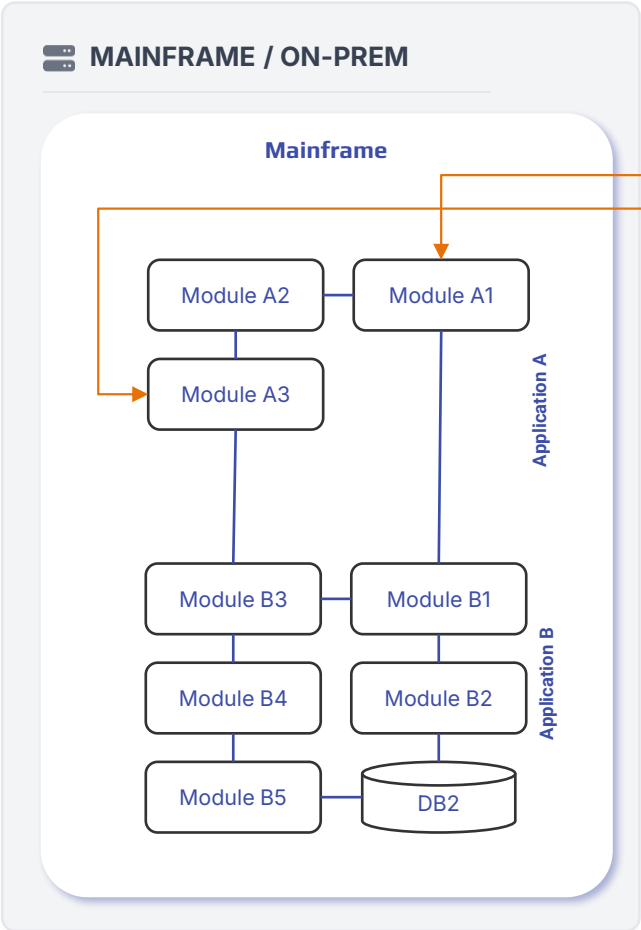 MAINFRAME / ON-PREM
Mainframe
Module A2
Module A1
Module A3
Application A
Module B3
Module B1
Module B4
Module B2
Application B
Module B5
DB2